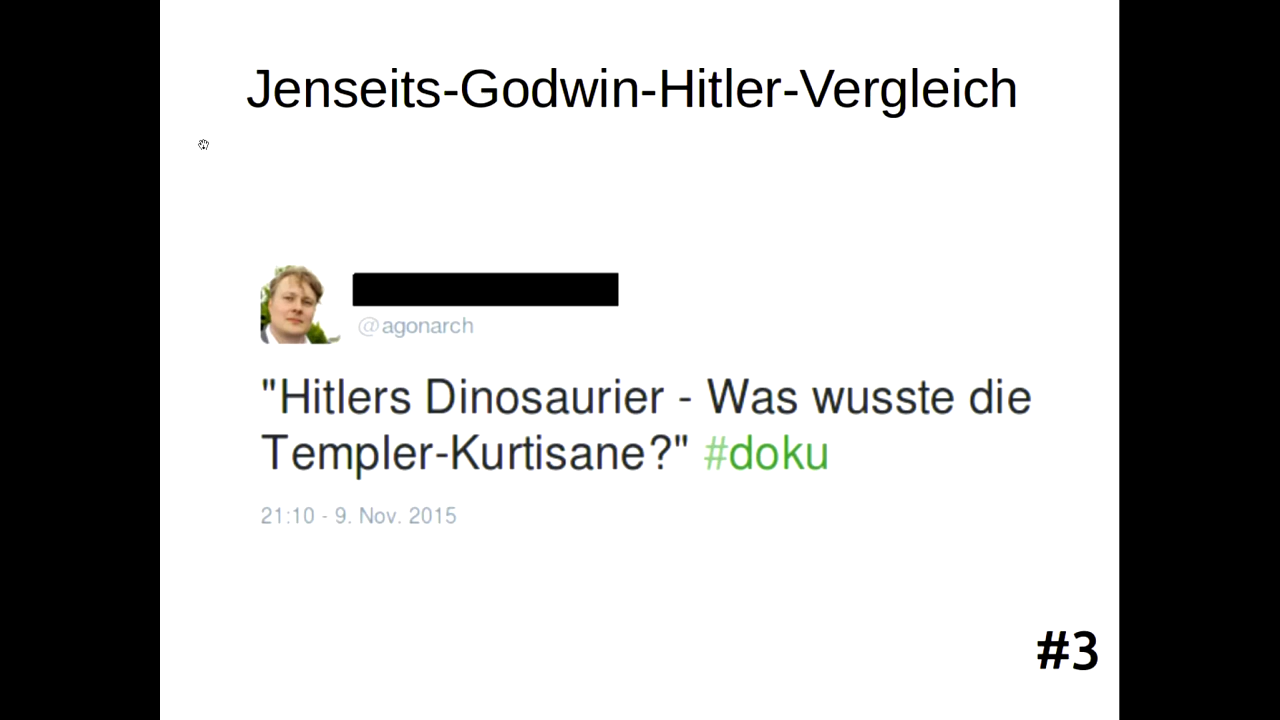 Jenseits-Godwin-Hitler-Vergleich
@agonarch
"Hitlers Dinosaurier - Was wusste die
Templer-Kurtisane?" #doku
21:10 - 9. Nov. 2015
#3